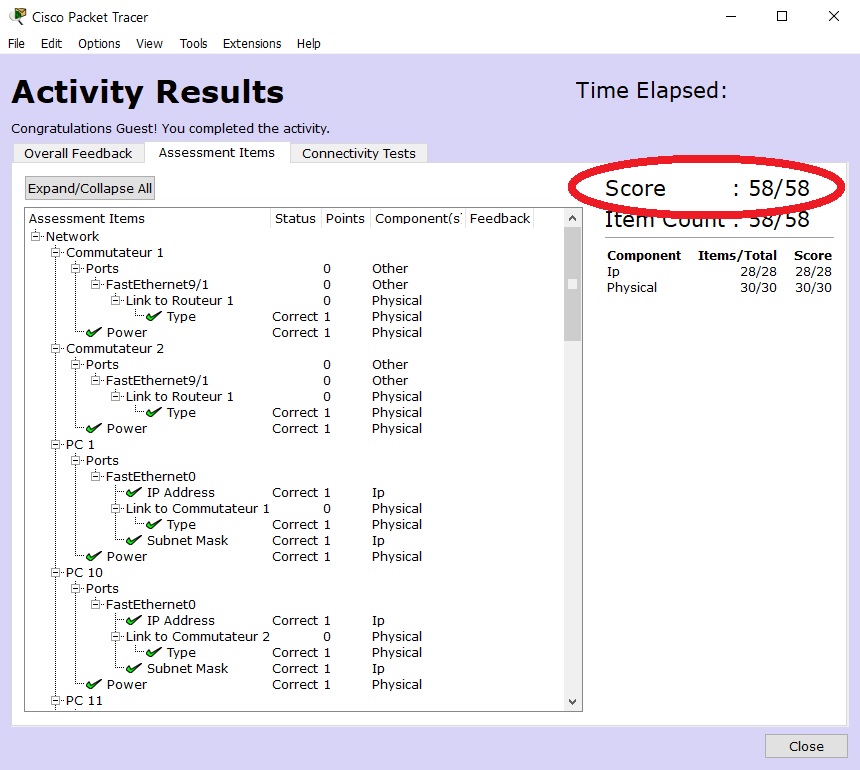 Cisco Packet Tracer
File Edit Options View Tools Extensions Help
Activity Results
Time Elapsed:
Congratulations Guest! You completed the activity.
Overall Feedback Assessment Items Connectivity Tests
Expand/Collapse All
Assessment Items Status Points Component(s) Feedback
Network
Commutateur 1
Ports 0 Other
FastEthernet9/1 0 Other
Link to Routeur 1 0 Physical
Type Correct 1 Physical
Power Correct 1 Physical
Commutateur 2
Ports 0 Other
FastEthernet9/1 0 Other
Link to Routeur 1 0 Physical
Type Correct 1 Physical
Power Correct 1 Physical
PC 1
Ports
FastEthernet0
IP Address Correct 1 Ip
Link to Commutateur 1 0 Physical
Type Correct 1 Physical
Subnet Mask Correct 1 Ip
Power Correct 1 Physical
PC 10
Ports
FastEthernet0
IP Address Correct 1 Ip
Link to Commutateur 2 0 Physical
Type Correct 1 Physical
Subnet Mask Correct 1 Ip
Power Correct 1 Physical
PC 11
Score : 58/58
Item Count : 58/58
Component Items/Total Score
Ip 28/28 28/28
Physical 30/30 30/30
Close